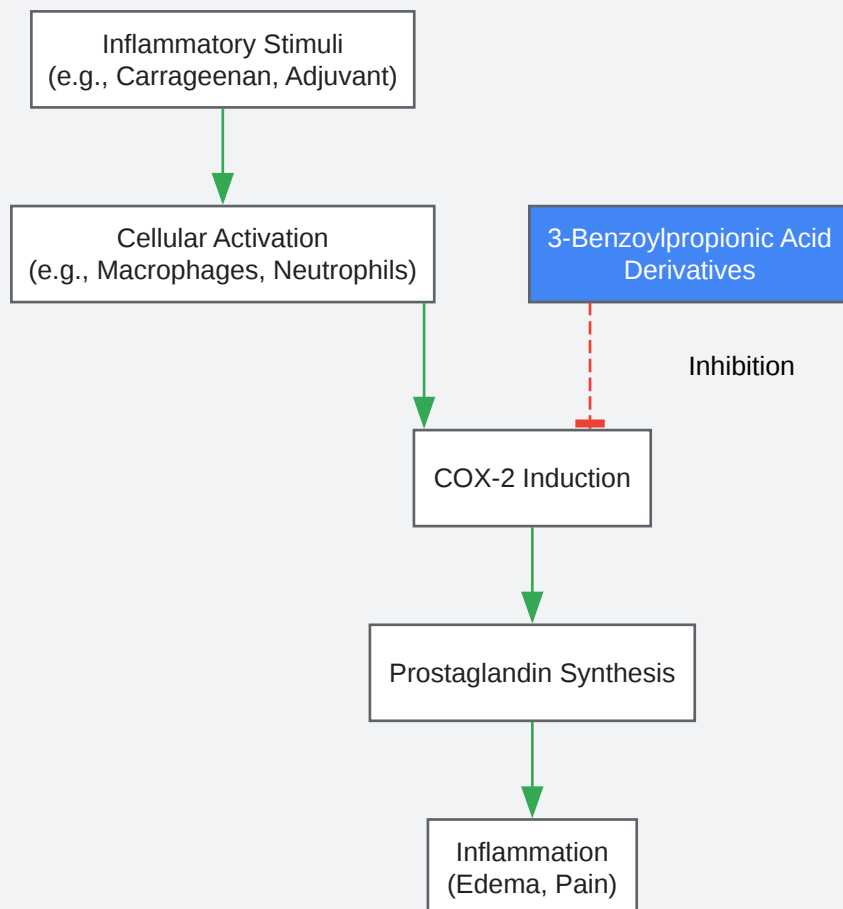 Inflammatory Stimuli
(e.g., Carrageenan, Adjuvant)
Cellular Activation
(e.g., Macrophages, Neutrophils)
3-Benzoylpropionic Acid
Derivatives
Inhibition
COX-2 Induction
Prostaglandin Synthesis
Inflammation
(Edema, Pain)